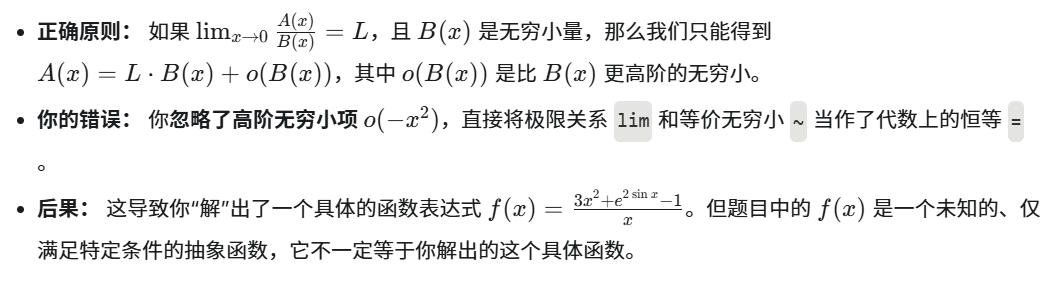 • 正确原则： 如果 $\lim_{x \to 0} \frac{A(x)}{B(x)} = L$，且 $B(x)$ 是无穷小量，那么我们只能得到
$A(x) = L \cdot B(x) + o(B(x))$，其中 $o(B(x))$ 是比 $B(x)$ 更高阶的无穷小。
• 你的错误： 你忽略了高阶无穷小项 $o(-x^2)$，直接将极限关系 lim 和等价无穷小 ~ 当作了代数上的恒等 =
。
• 后果： 这导致你“解”出了一个具体的函数表达式 $f(x) = \frac{3x^2+e^{2\sin x}-1}{x}$。但题目中的 $f(x)$ 是一个未知的、仅
满足特定条件的抽象函数，它不一定等于你解出的这个具体函数。